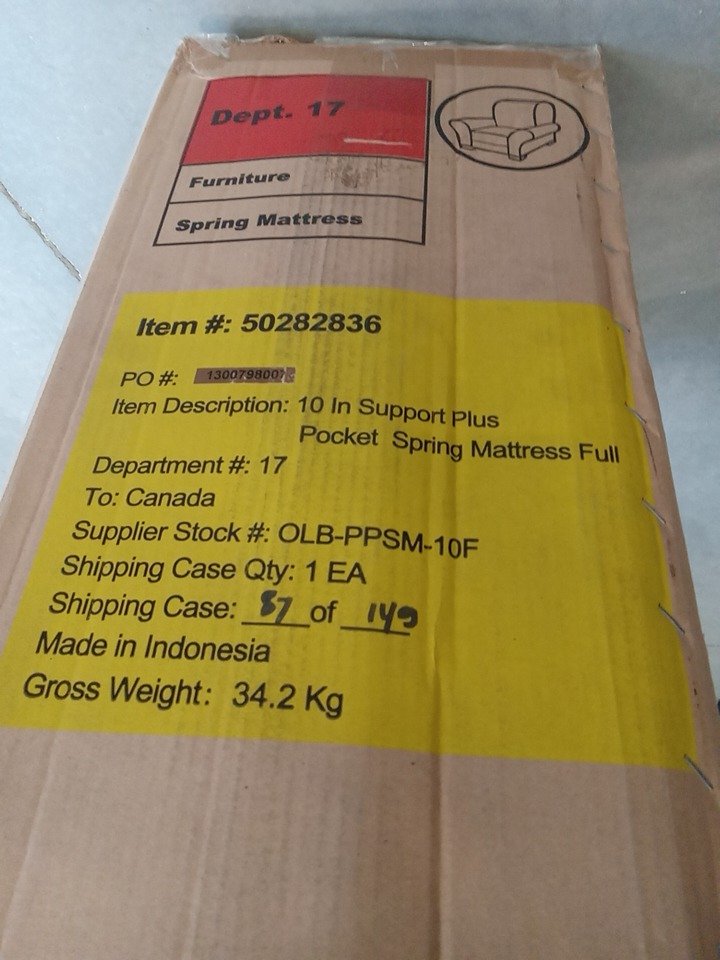 Dept. 17
Furniture
Spring Mattress
Item #: 50282836
PO #:
Item Description: 10 In Support Plus
Pocket Spring Mattress Full
Department #: 17
To: Canada
Supplier Stock #: OLB-PPSM-10F
Shipping Case Qty: 1 EA
Shipping Case: 87 of 149
Made in Indonesia
Gross Weight: 34.2 Kg